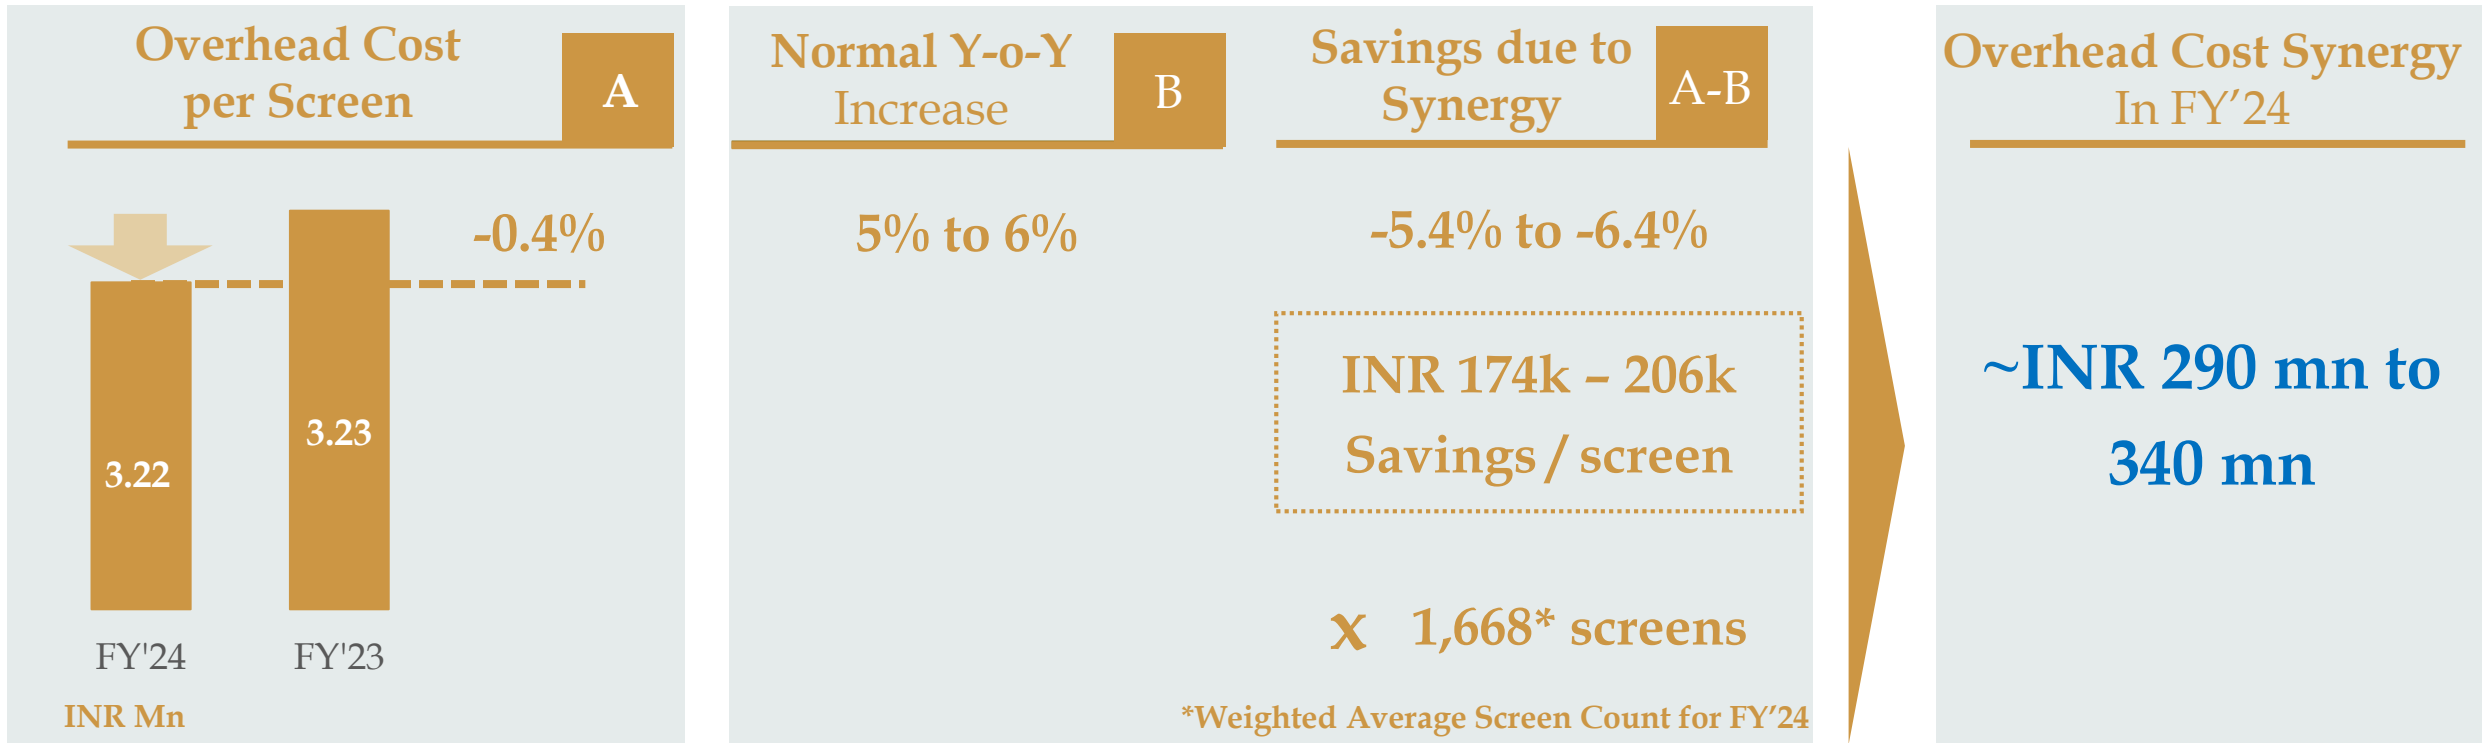 Overhead Cost
per Screen
A
-0.4%
3.22
3.23
FY'24
FY'23
INR Mn
Normal Y-o-Y
Increase
B
5% to 6%
Savings due to
Synergy
A-B
-5.4% to -6.4%
INR 174k – 206k
Savings / screen
x 1,668* screens
*Weighted Average Screen Count for FY’24
Overhead Cost Synergy
In FY’24
~INR 290 mn to
340 mn